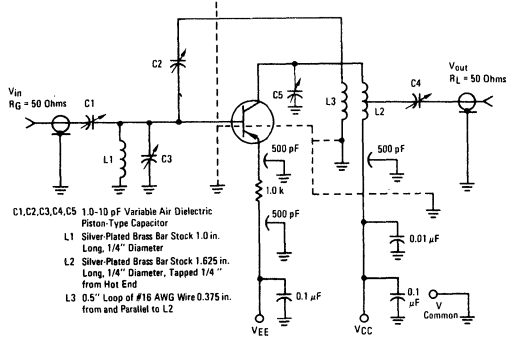 C2
Vin
RG = 50 Ohms
C1
L1
C3
C5
L3
L2
Vout
RL = 50 Ohms
C4
500 pF
500 pF
1.0 k
500 pF
0.01 μF
0.1 μF
0.1
μF
V
Common
VEE
VCC
C1,C2,C3,C4,C5 1.0-10 pF Variable Air Dielectric
Piston-Type Capacitor
L1 Silver-Plated Brass Bar Stock 1.0 in.
Long, 1/4" Diameter
L2 Silver-Plated Brass Bar Stock 1.625 in.
Long, 1/4" Diameter, Tapped 1/4 "
from Hot End
L3 0.5" Loop of #16 AWG Wire 0.375 in.
from and Parallel to L2